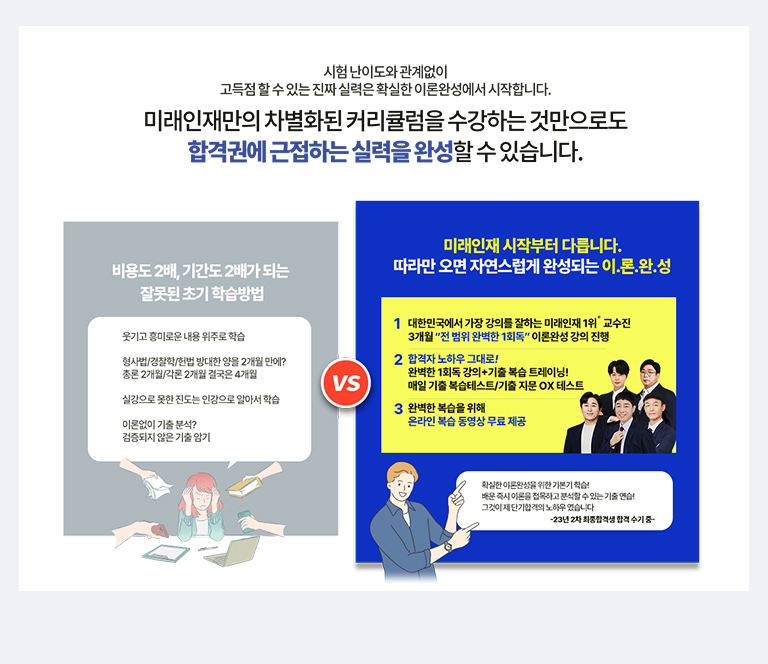 시험 난이도와 관계없이
고득점 할 수 있는 진짜 실력은 확실한 이론완성에서 시작합니다.
미래인재만의 차별화된 커리큘럼을 수강하는 것만으로도
합격권에 근접하는 실력을 완성할 수 있습니다.
비용도 2배, 기간도 2배가 되는
잘못된 초기 학습방법
웃기고 흥미로운 내용 위주로 학습
형사법/경찰학/헌법 방대한 양을 2개월 만에?
총론 2개월/각론 2개월 결국은 4개월
실강으로 못한 진도는 인강으로 알아서 학습
이론없이 기출 분석?
검증되지 않은 기출 암기
VS
미래인재 시작부터 다릅니다.
따라만 오면 자연스럽게 완성되는 이.론.완.성
1 대한민국에서 가장 강의를 잘하는 미래인재 1위* 교수진
3개월 “전 범위 완벽한 1회독” 이론완성 강의 진행
2 합격자 노하우 그대로!
완벽한 1회독 강의+기출 복습 트레이닝!
매일 기출 복습테스트/기출 지문 OX 테스트
3 완벽한 복습을 위해
온라인 복습 동영상 무료 제공
확실한 이론완성을 위한 기본기 학습!
배운 즉시 이론을 접목하고 분석할 수 있는 기출 연습!
그것이 제 단기합격의 노하우 였습니다
-23년 2차 최종합격생 합격 수기 중-